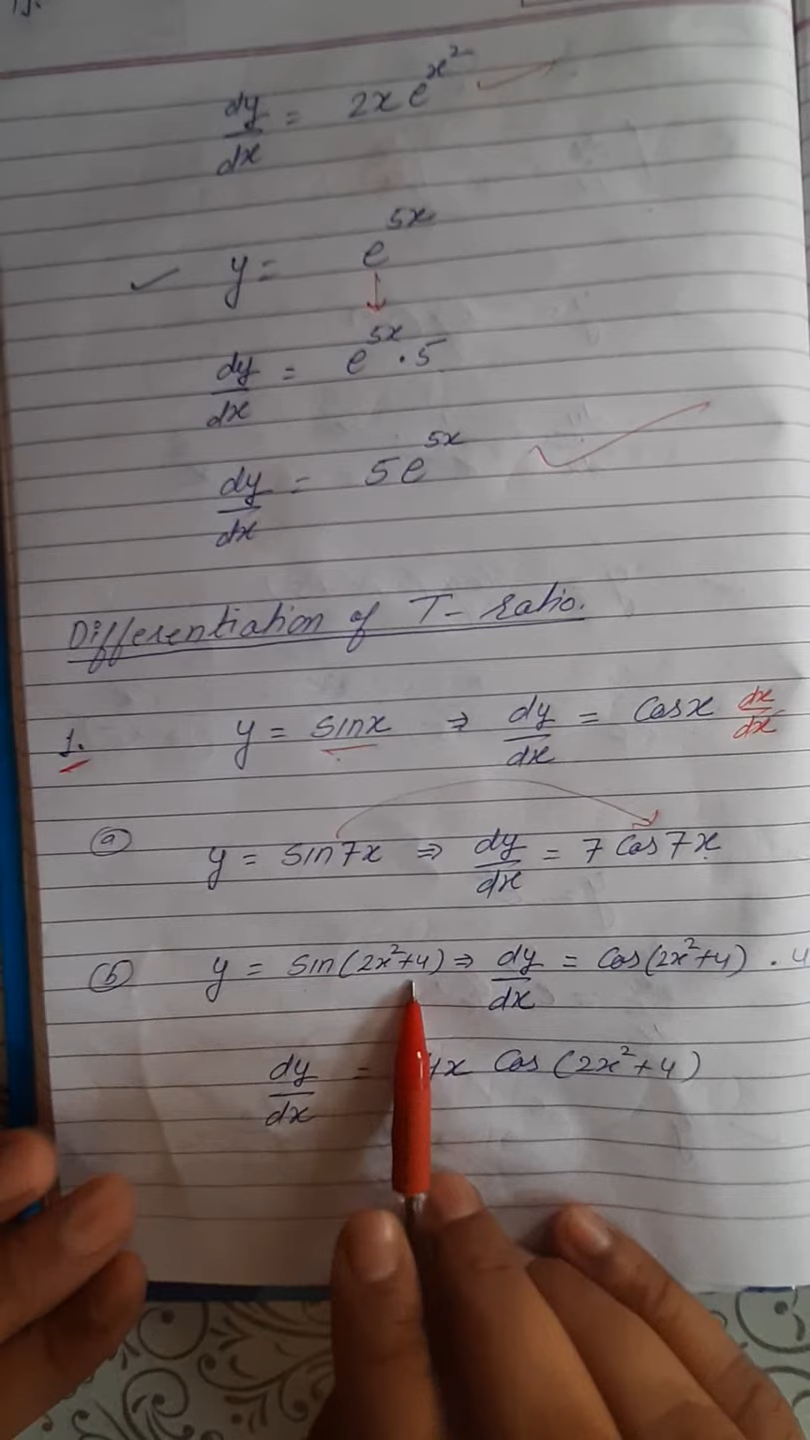 dy/dx = 2x e^x²
y = e^5x
dy/dx = e^5x · 5
dy/dx = 5e^5x
Differentiation of T- ratio.
1. y = sinx ⇒ dy/dx = Cosx dx/dx
(a) y = Sin7x ⇒ dy/dx = 7 Cos7x
(b) y = Sin(2x²+4) ⇒ dy/dx = Cos(2x²+4) · 4
dy/dx = 4x Cos (2x²+4)